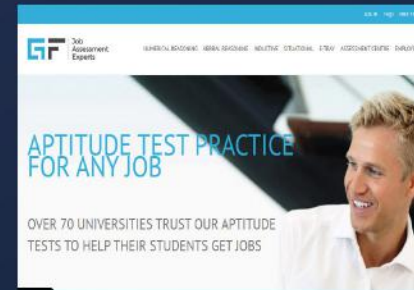 Job
Assessment
Experts
GF
NUMERICAL REASONING VERBAL REASONING INDUCTIVE SITUATIONAL E-TRAY ASSESSMENT CENTRE
APTITUDE TEST PRACTICE
FOR ANY JOB
OVER 70 UNIVERSITIES TRUST OUR APTITUDE
TESTS TO HELP THEIR STUDENTS GET JOBS